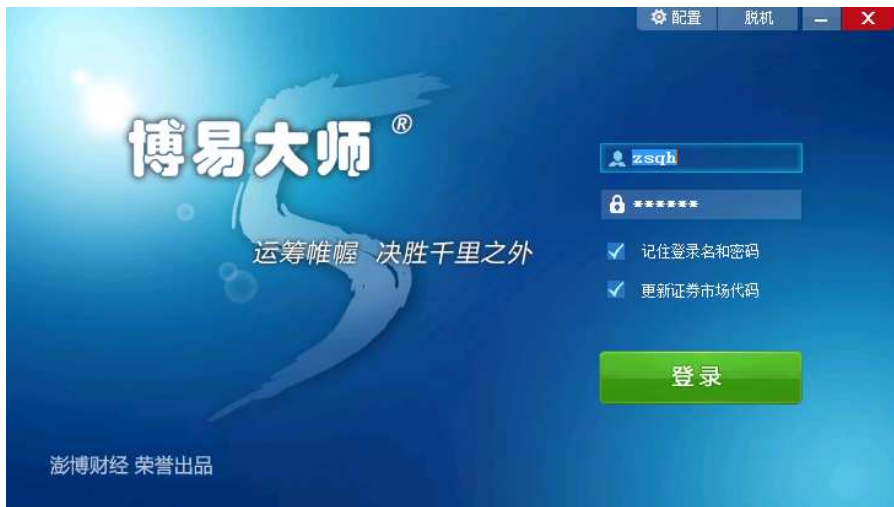 配置 脱机
博易大师®
zsqh
******
运筹帷幄 决胜千里之外
记住登录名和密码
更新证券市场代码
登录
澎博财经 荣誉出品